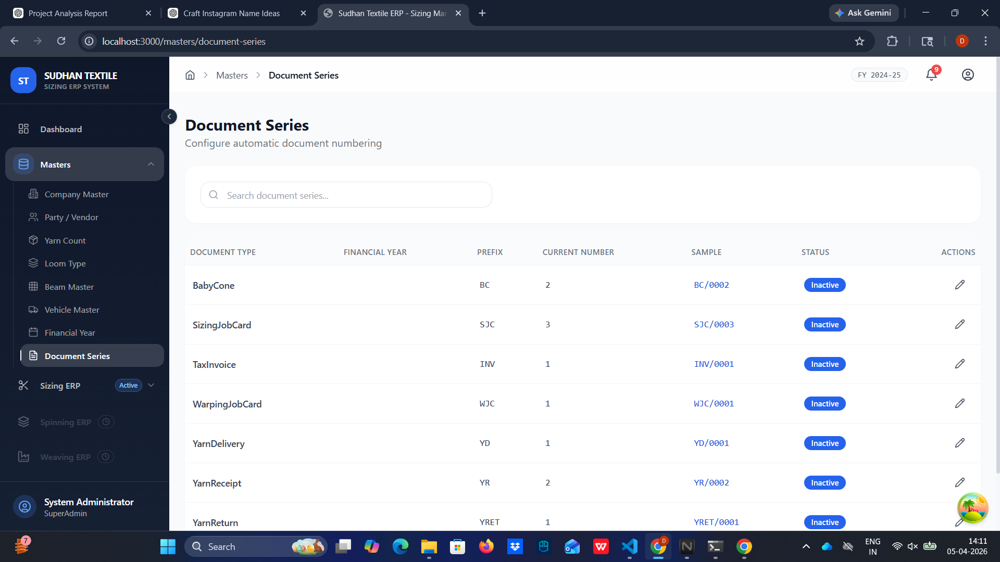 Project Analysis Report
Craft Instagram Name Ideas
Sudhan Textile ERP - Sizing Mar
Ask Gemini
localhost:3000/masters/document-series
D
ST
SUDHAN TEXTILE
SIZING ERP SYSTEM
Masters
Document Series
FY 2024-25
9
Dashboard
Masters
Company Master
Party / Vendor
Yarn Count
Loom Type
Beam Master
Vehicle Master
Financial Year
Document Series
Sizing ERP Active
Spinning ERP
Weaving ERP
System Administrator
SuperAdmin
Document Series
Configure automatic document numbering
Search document series...
DOCUMENT TYPE FINANCIAL YEAR PREFIX CURRENT NUMBER SAMPLE STATUS ACTIONS
BabyCone BC 2 BC/0002 Inactive
SizingJobCard SJC 3 SJC/0003 Inactive
TaxInvoice INV 1 INV/0001 Inactive
WarpingJobCard WJC 1 WJC/0001 Inactive
YarnDelivery YD 1 YD/0001 Inactive
YarnReceipt YR 2 YR/0002 Inactive
YarnReturn YRET 1 YRET/0001 Inactive
7
Search
D
ENG
IN
14:11
05-04-2026